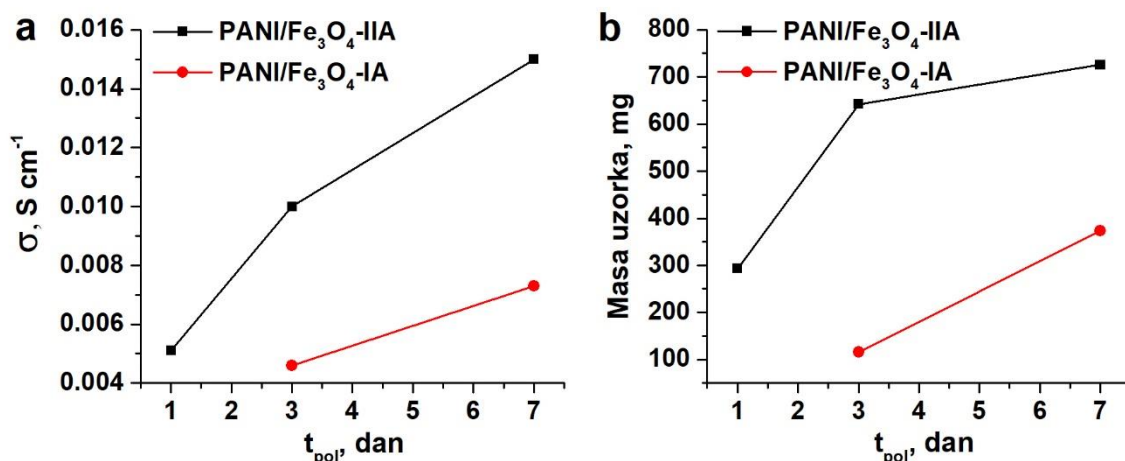 a
PANI/Fe₃O₄-IIA
PANI/Fe₃O₄-IA
0.016
0.014
0.012
0.010
0.008
0.006
0.004
σ, S cm⁻¹
1 2 3 4 5 6 7
t_pol, dan
b
PANI/Fe₃O₄-IIA
PANI/Fe₃O₄-IA
800
700
600
500
400
300
200
100
Masa uzorka, mg
1 2 3 4 5 6 7
t_pol, dan